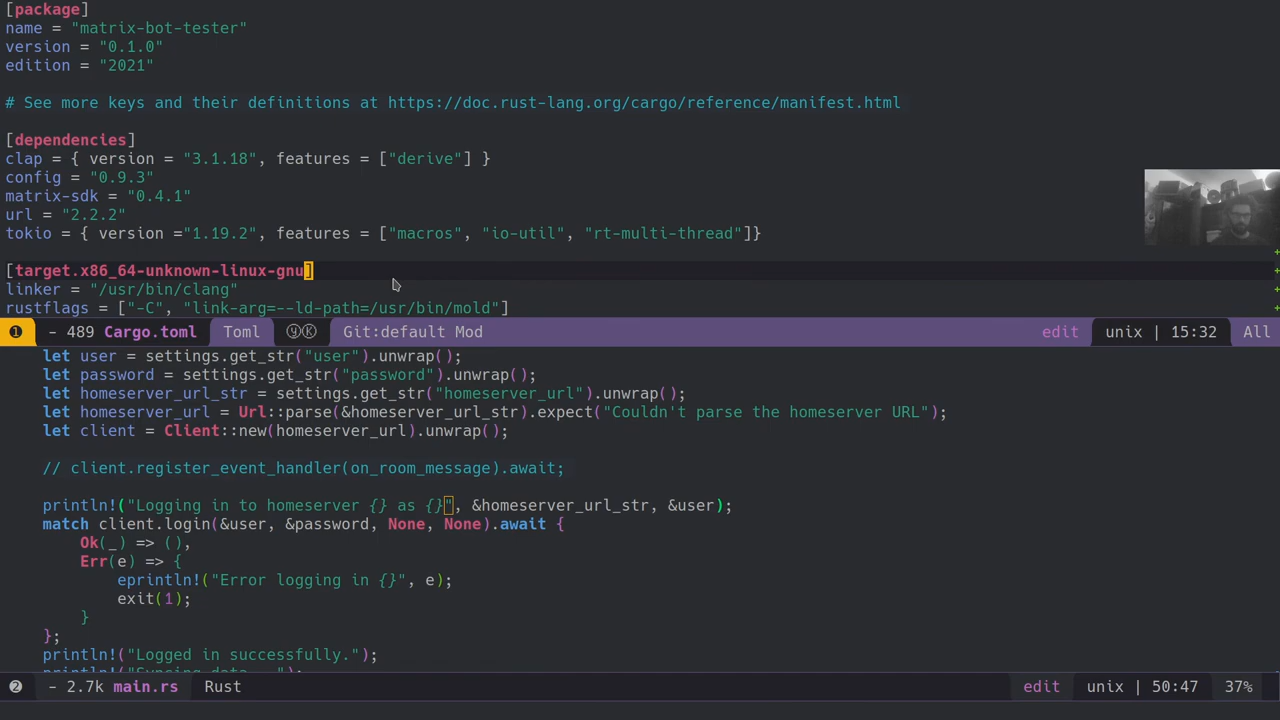 [package]
name = "matrix-bot-tester"
version = "0.1.0"
edition = "2021"
# See more keys and their definitions at https://doc.rust-lang.org/cargo/reference/manifest.html
[dependencies]
clap = { version = "3.1.18", features = ["derive"] }
config = "0.9.3"
matrix-sdk = "0.4.1"
url = "2.2.2"
tokio = { version ="1.19.2", features = ["macros", "io-util", "rt-multi-thread"]}
[target.x86_64-unknown-linux-gnu]
linker = "/usr/bin/clang"
rustflags = ["-C", "link-arg=--ld-path=/usr/bin/mold"]
❶ - 489 Cargo.toml Toml ⓨⓀ Git:default Mod edit unix | 15:32 All
let user = settings.get_str("user").unwrap();
let password = settings.get_str("password").unwrap();
let homeserver_url_str = settings.get_str("homeserver_url").unwrap();
let homeserver_url = Url::parse(&homeserver_url_str).expect("Couldn't parse the homeserver URL");
let client = Client::new(homeserver_url).unwrap();
// client.register_event_handler(on_room_message).await;
println!("Logging in to homeserver {} as {}", &homeserver_url_str, &user);
match client.login(&user, &password, None, None).await {
Ok(_) => (),
Err(e) => {
eprintln!("Error logging in {}", e);
exit(1);
}
};
println!("Logged in successfully.");
println!("Syncing data...");
❷ - 2.7k main.rs Rust edit unix | 50:47 37%